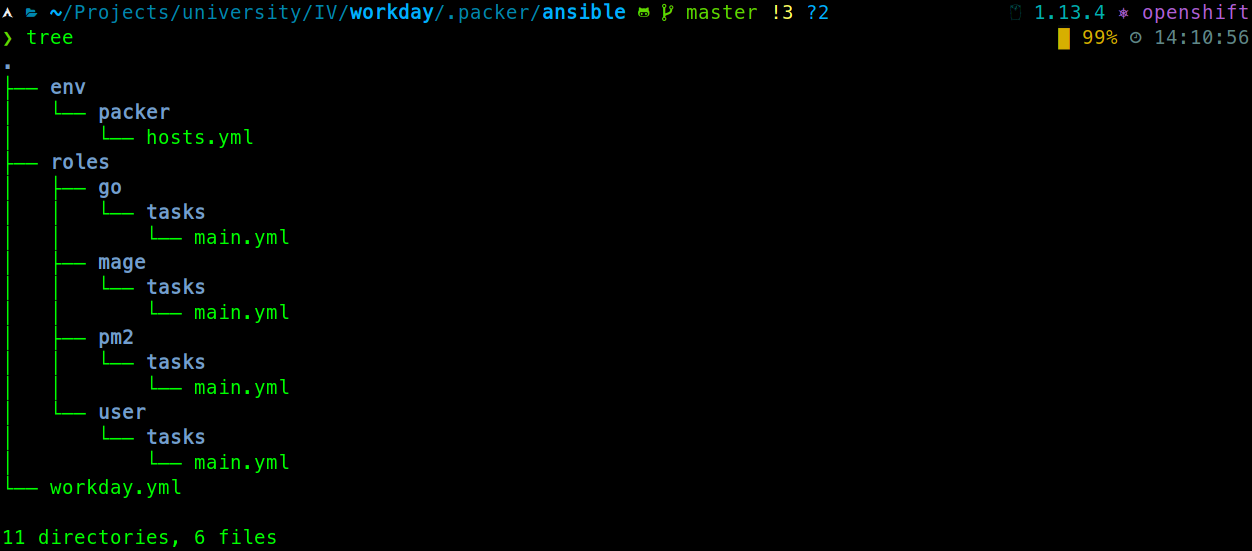 ~/Projects/university/IV/workday/.packer/ansible master !3 ?2 1.13.4 ⎈ openshift
❯ tree 99% 14:10:56
.
├── env
│   └── packer
│       └── hosts.yml
├── roles
│   ├── go
│   │   └── tasks
│   │       └── main.yml
│   ├── mage
│   │   └── tasks
│   │       └── main.yml
│   ├── pm2
│   │   └── tasks
│   │       └── main.yml
│   └── user
│       └── tasks
│           └── main.yml
└── workday.yml
11 directories, 6 files